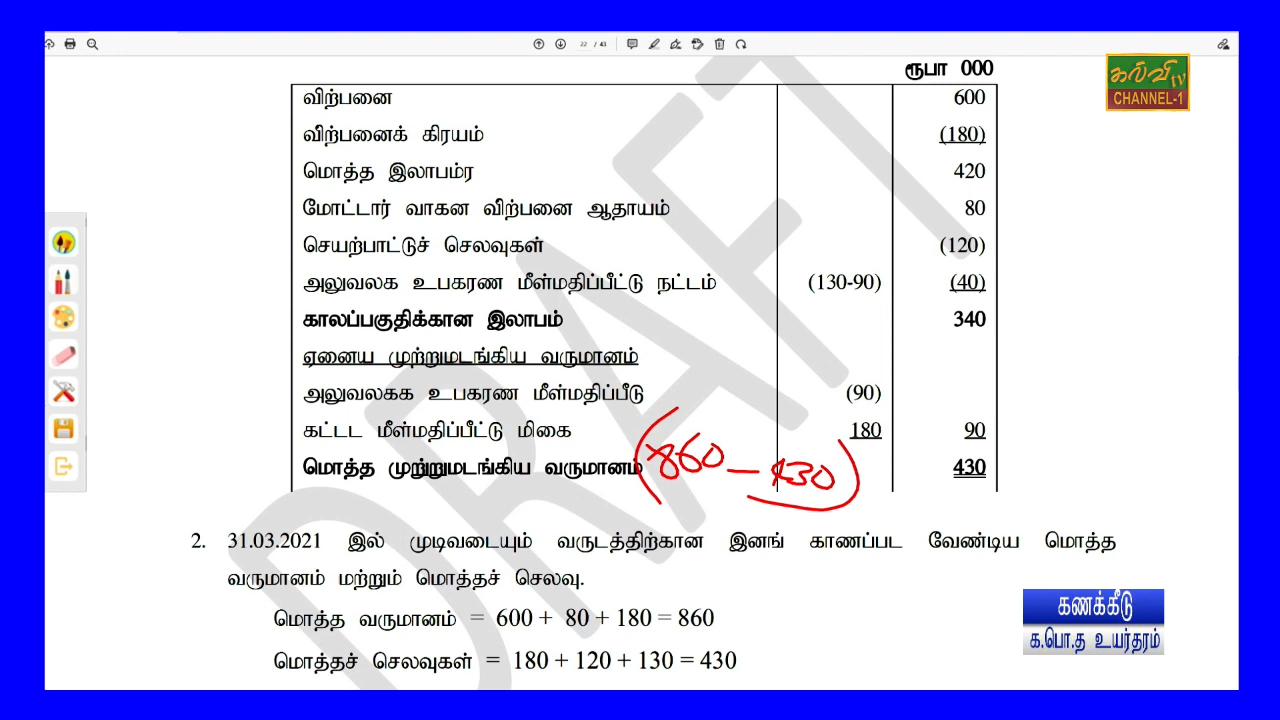 22 / 43
ரூபா 000
கல்வி TV
CHANNEL-1
விற்பனை 600
விற்பனைக் கிரயம் (180)
மொத்த இலாபம்ர 420
மோட்டார் வாகன விற்பனை ஆதாயம் 80
செயற்பாட்டுச் செலவுகள் (120)
அலுவலக உபகரண மீள்மதிப்பீட்டு நட்டம் (130-90) (40)
காலப்பகுதிக்கான இலாபம் 340
ஏனைய முற்றுமடங்கிய வருமானம்
அலுவலகக உபகரண மீள்மதிப்பீடு (90)
கட்டட மீள்மதிப்பீட்டு மிகை 180 90
மொத்த முற்றுமடங்கிய வருமானம் (860 – 430) 430
2. 31.03.2021 இல் முடிவடையும் வருடத்திற்கான இனங் காணப்பட வேண்டிய மொத்த
வருமானம் மற்றும் மொத்தச் செலவு.
மொத்த வருமானம் = 600 + 80 + 180 = 860
மொத்தச் செலவுகள் = 180 + 120 + 130 = 430
கணக்கீடு
க.பொ.த உயர்தரம்
DRAFT